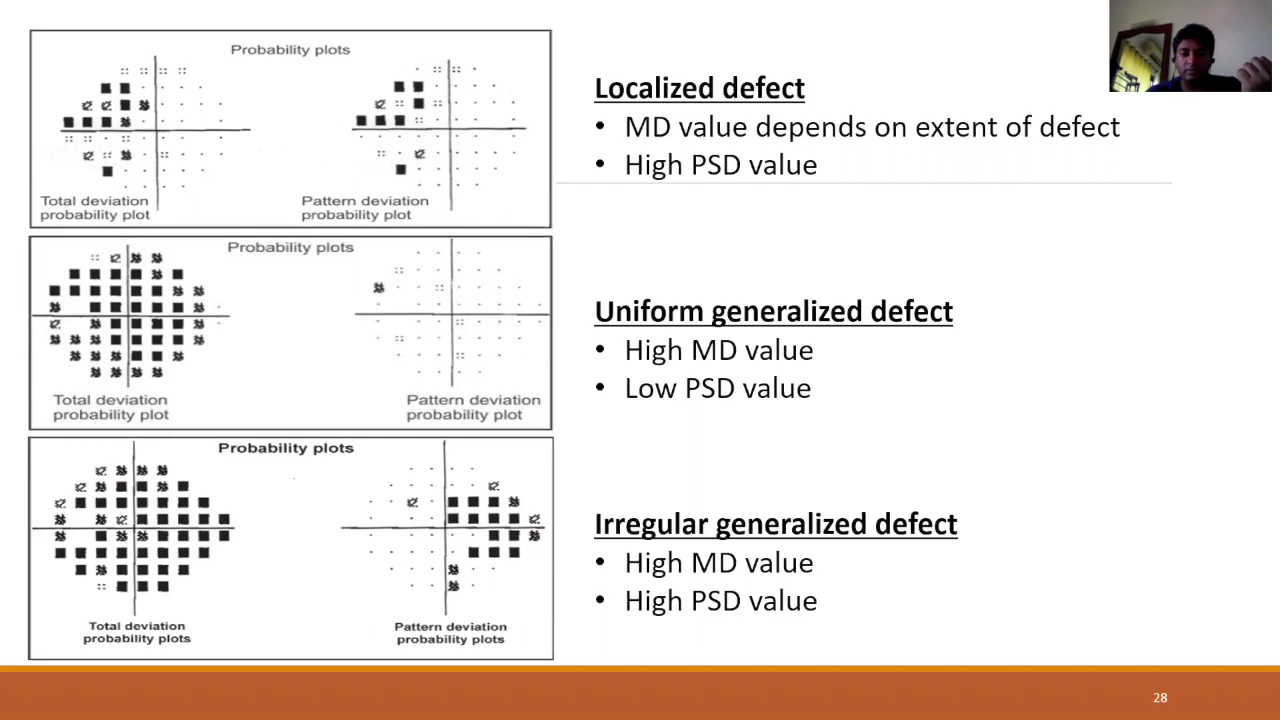 Probability plots
Total deviation
probability plot
Pattern deviation
probability plot
Localized defect
• MD value depends on extent of defect
• High PSD value
Probability plots
Total deviation
probability plot
Pattern deviation
probability plot
Uniform generalized defect
• High MD value
• Low PSD value
Probability plots
Total deviation
probability plots
Pattern deviation
probability plots
Irregular generalized defect
• High MD value
• High PSD value
28